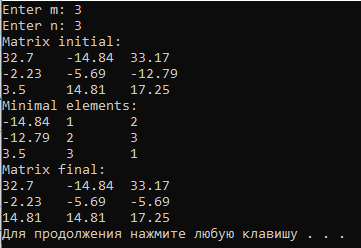 Enter m: 3
Enter n: 3
Matrix initial:
32.7 -14.84 33.17
-2.23 -5.69 -12.79
3.5 14.81 17.25
Minimal elements:
-14.84 1 2
-12.79 2 3
3.5 3 1
Matrix final:
32.7 -14.84 33.17
-2.23 -5.69 -5.69
14.81 14.81 17.25
Для продолжения нажмите любую клавишу . . .